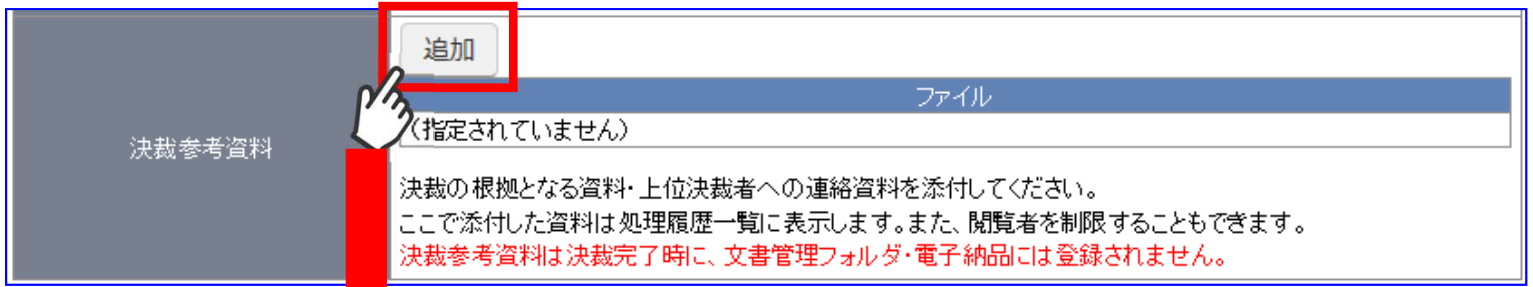 追加
ファイル
(指定されていません)
決裁参考資料
決裁の根拠となる資料・上位決裁者への連絡資料を添付してください。
ここで添付した資料は処理履歴一覧に表示します。また、閲覧者を制限することもできます。
決裁参考資料は決裁完了時に、文書管理フォルダ・電子納品には登録されません。